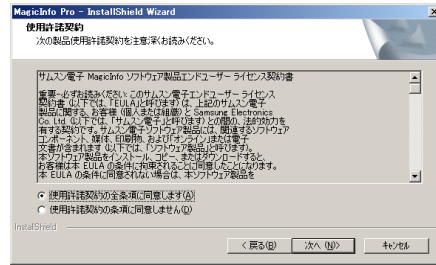 MagicInfo Pro - InstallShield Wizard
使用許諾契約
次の製品使用許諾契約を注意深くお読みください。
サムスン電子 MagicInfo ソフトウェア製品エンドユーザー ライセンス契約書
重要-必ずお読みください: このサムスン電子エンドユーザー ライセンス
契約書 (以下では、「EULA」と呼びます) は、上記のサムスン電子
製品に関する、お客様 (個人または組織) と Samsung Electronics
Co. Ltd. (以下では、「サムスン電子」と呼びます) との間の、法的効力を
有する契約です。サムスン電子ソフトウェア製品には、関連するソフトウェア
コンポーネント、媒体、印刷物、およびオンラインまたは電子
文書が含まれます (以下では、「ソフトウェア製品」と呼びます)。
本ソフトウェア製品をインストール、コピー、またはダウンロードすると、
お客様は本 EULA の条件に拘束されることに同意したことになります。
本 EULA の条件に同意されない場合は、本ソフトウェア製品を
使用許諾契約の全条項に同意します(A)
使用許諾契約の条項に同意しません(D)
InstallShield
< 戻る(B)
次へ (N)>
キャンセル